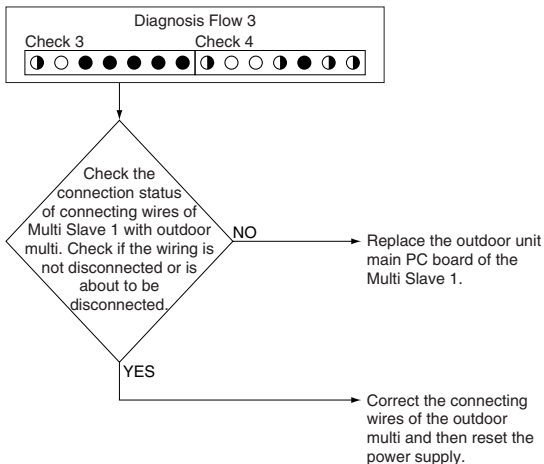 Diagnosis Flow 3
Check 3
Check 4
Check the
connection status
of connecting wires of
Multi Slave 1 with outdoor
multi. Check if the wiring is
not disconnected or is
about to be
disconnected.
NO
Replace the outdoor unit
main PC board of the
Multi Slave 1.
YES
Correct the connecting
wires of the outdoor
multi and then reset the
power supply.